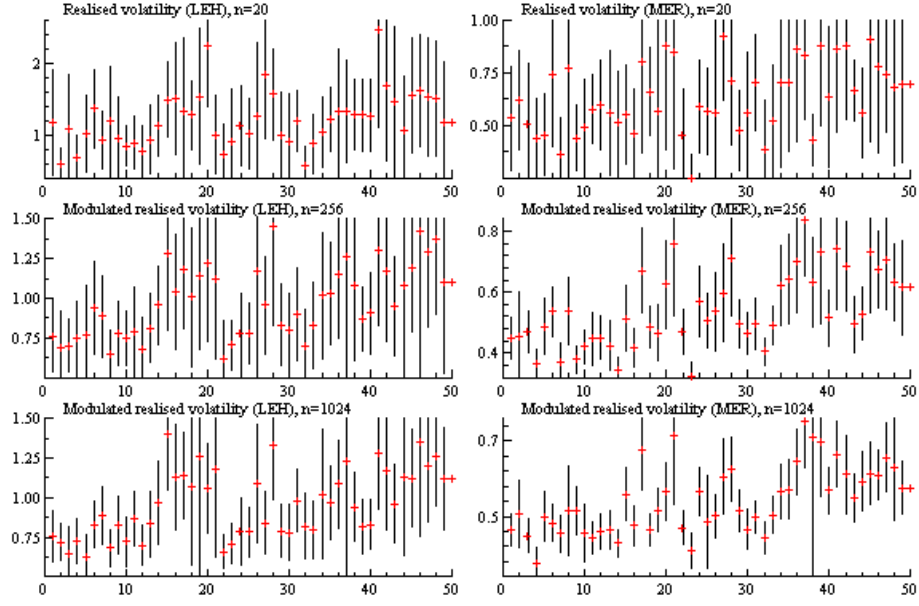 Realised volatility (LEH), n=20
2
1
0 10 20 30 40 50
Realised volatility (MER), n=20
1.00
0.75
0.50
0 10 20 30 40 50
Modulated realised volatility (LEH), n=256
1.50
1.25
1.00
0.75
0 10 20 30 40 50
Modulated realised volatility (MER), n=256
0.8
0.6
0.4
0 10 20 30 40 50
Modulated realised volatility (LEH), n=1024
1.50
1.25
1.00
0.75
0 10 20 30 40 50
Modulated realised volatility (MER), n=1024
0.7
0.5
0 10 20 30 40 50